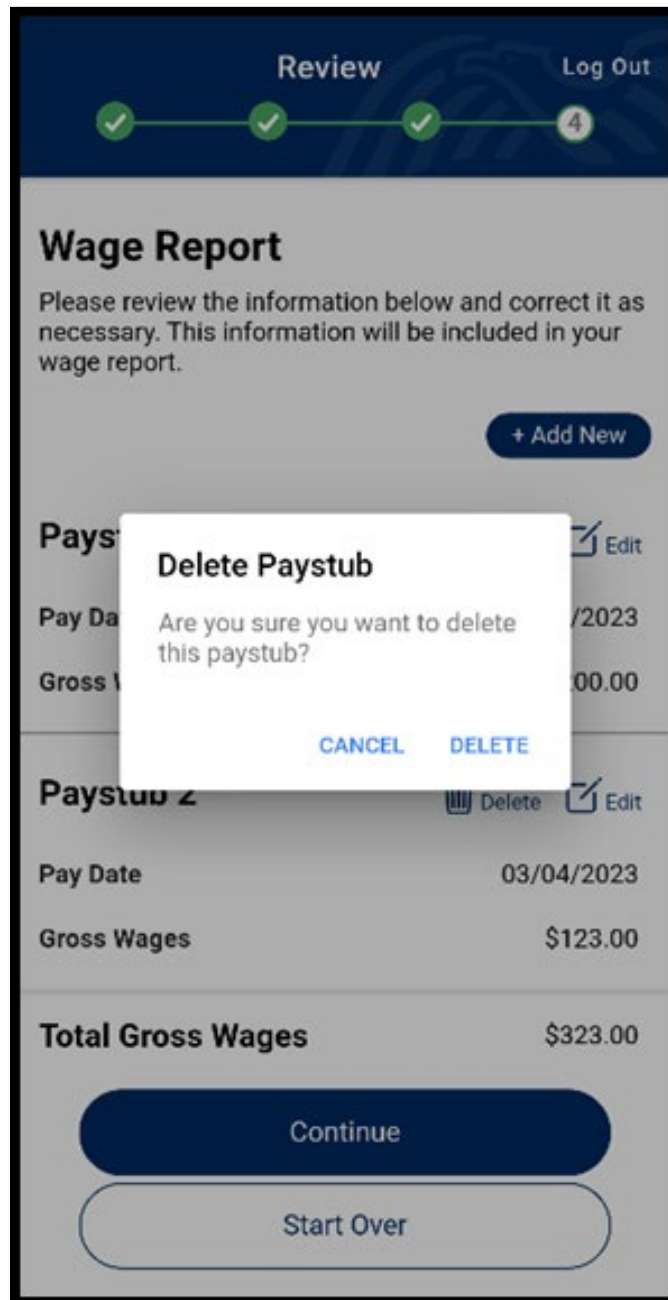 Review
Log Out
4
Wage Report
Please review the information below and correct it as
necessary. This information will be included in your
wage report.
+ Add New
Edit
Delete Paystub
Are you sure you want to delete
this paystub?
CANCEL DELETE
Paystub 2
Delete
Edit
Pay Date 03/04/2023
Gross Wages $123.00
Total Gross Wages $323.00
Continue
Start Over